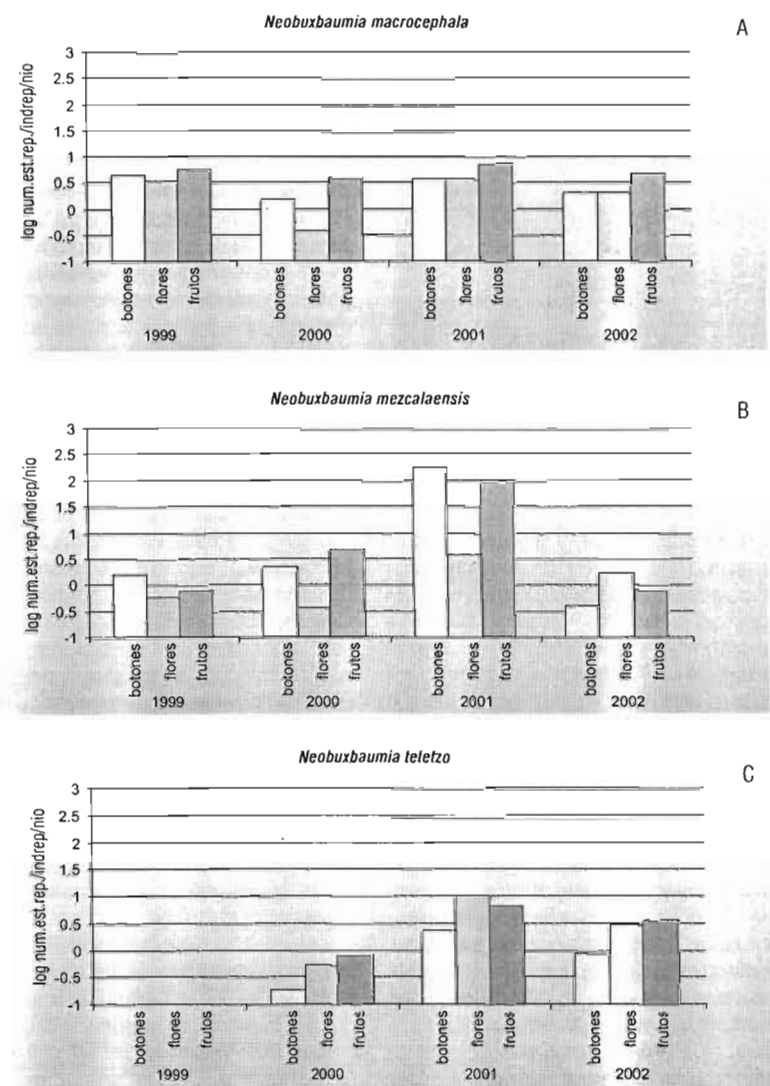 Neobuxbaumia macrocephala
A
log num.est.rep./indrep/nio
3
2.5
2
1.5
1
0.5
0
-0.5
-1
botones flores frutos botones flores frutos botones flores frutos botones flores frutos
1999 2000 2001 2002
Neobuxbaumia mezcalaensis
B
log num.est.rep./indrep/nio
3
2.5
2
1.5
1
0.5
0
-0.5
-1
botones flores frutos botones flores frutos botones flores frutos botones flores frutos
1999 2000 2001 2002
Neobuxbaumia tetetzo
C
log num.est.rep./indrep/nio
3
2.5
2
1.5
1
0.5
0
-0.5
-1
botones flores frutos botones flores frutos botones flores frutos botones flores frutos
1999 2000 2001 2002